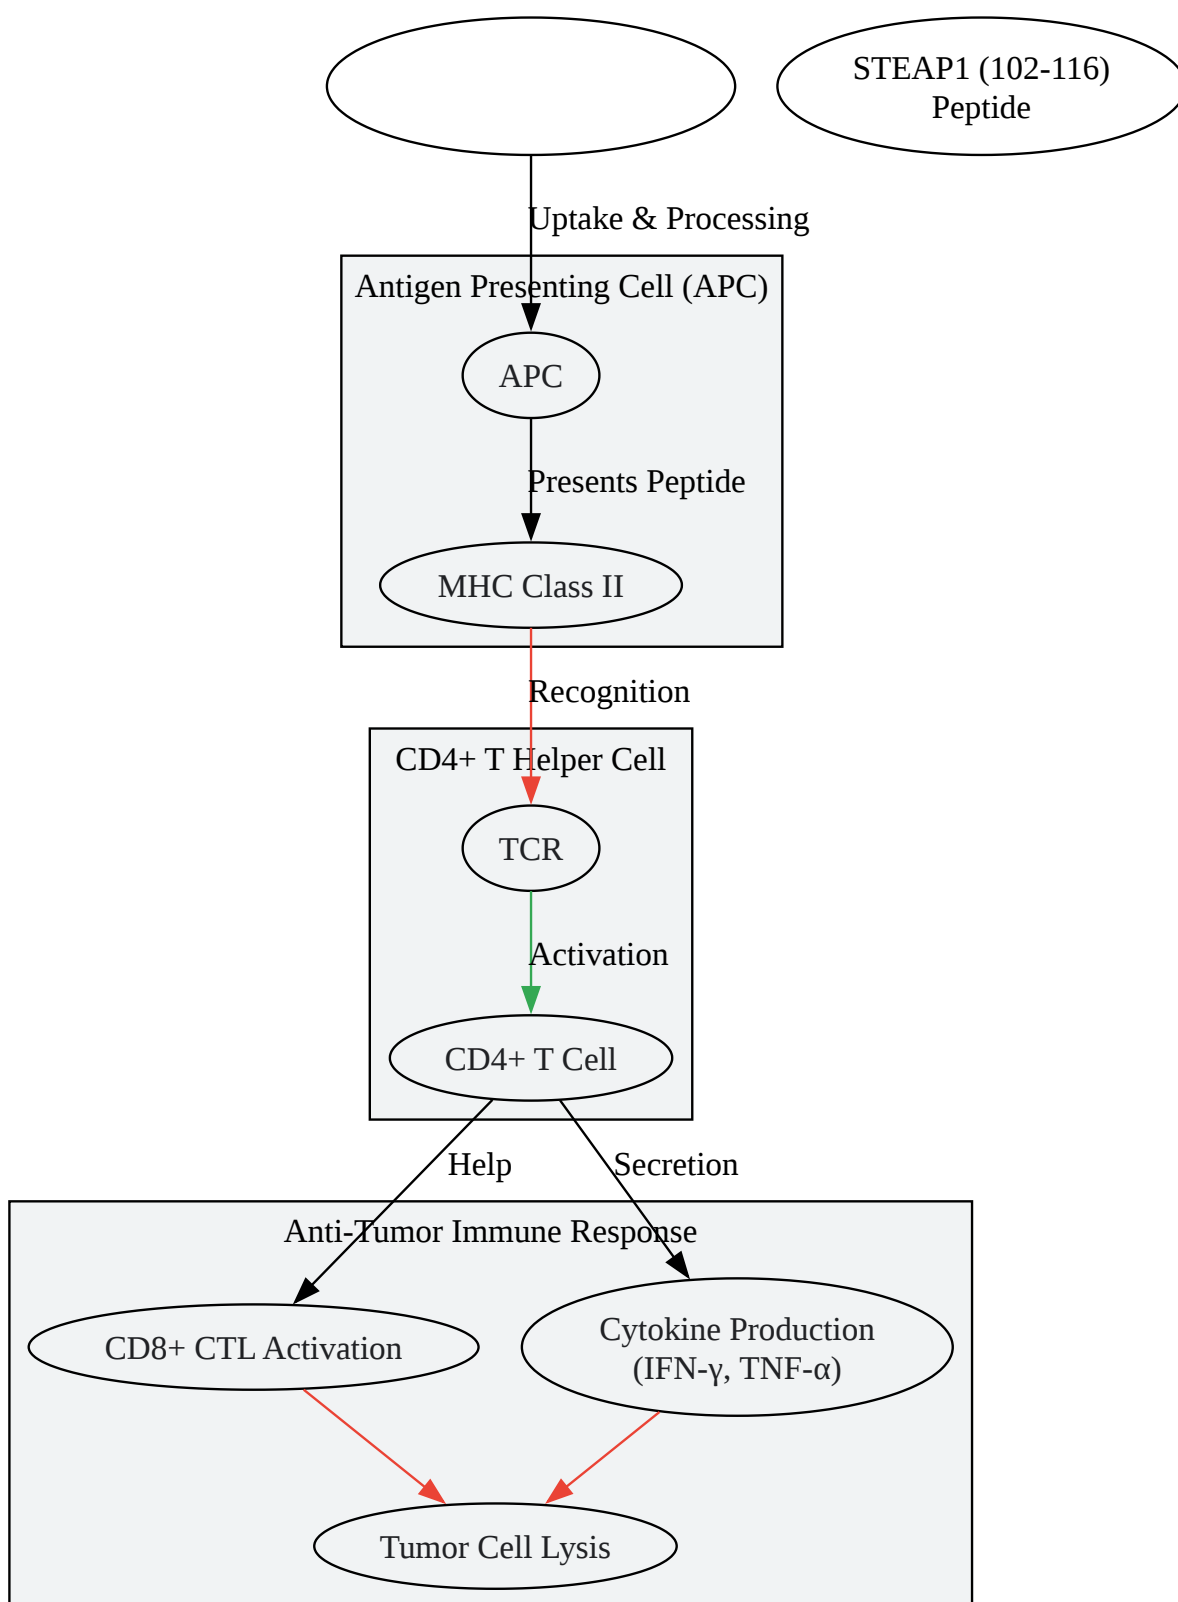 STEAP1 (102-116)
Peptide
Uptake & Processing
Antigen Presenting Cell (APC)
APC
Presents Peptide
MHC Class II
Recognition
CD4+ T Helper Cell
TCR
Activation
CD4+ T Cell
Help
Secretion
Anti-Tumor Immune Response
CD8+ CTL Activation
Cytokine Production
(IFN-γ, TNF-α)
Tumor Cell Lysis